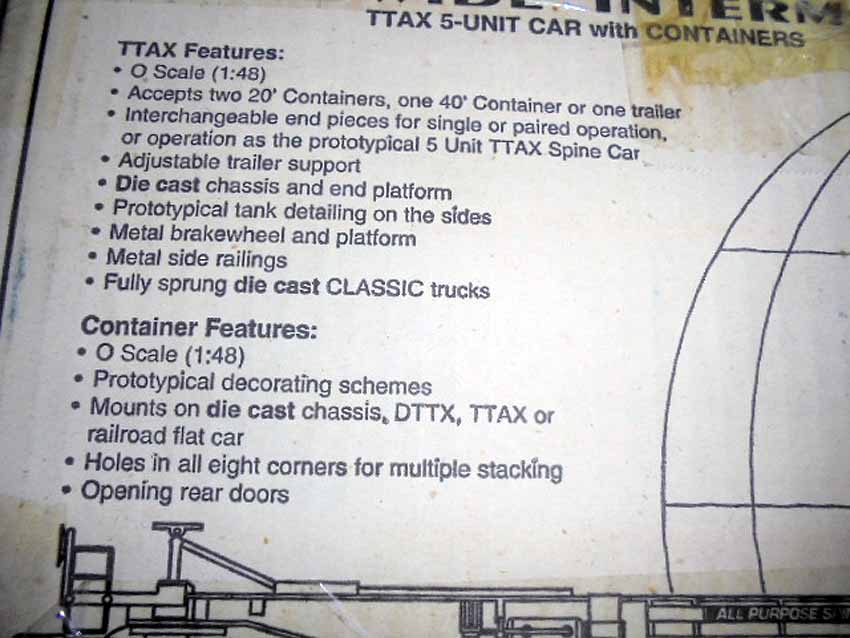 TTAX 5-UNIT CAR with CONTAINERS
TTAX Features:
• O Scale (1:48)
• Accepts two 20' Containers, one 40' Container or one trailer
• Interchangeable end pieces for single or paired operation,
or operation as the prototypical 5 Unit TTAX Spine Car
• Adjustable trailer support
• Die cast chassis and end platform
• Prototypical tank detailing on the sides
• Metal brakewheel and platform
• Metal side railings
• Fully sprung die cast CLASSIC trucks
Container Features:
• O Scale (1:48)
• Prototypical decorating schemes
• Mounts on die cast chassis, DTTX, TTAX or
railroad flat car
• Holes in all eight corners for multiple stacking
• Opening rear doors
ALL PURPOSE